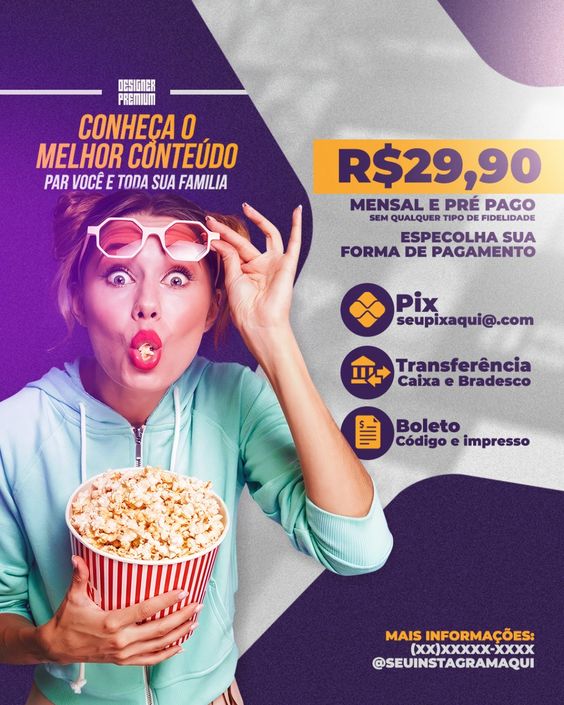 DESIGNER
PREMIUM
CONHEÇA O
MELHOR CONTEÚDO
PAR VOCÊ E TODA SUA FAMILIA
R$29,90
MENSAL E PRÉ PAGO
SEM QUALQUER TIPO DE FIDELIDADE
ESPECOLHA SUA
FORMA DE PAGAMENTO
Pix
seupixaqui@.com
Transferência
Caixa e Bradesco
Boleto
Código e impresso
MAIS INFORMAÇÕES:
(XX)XXXXX-XXXX
@SEUINSTAGRAMAQUI